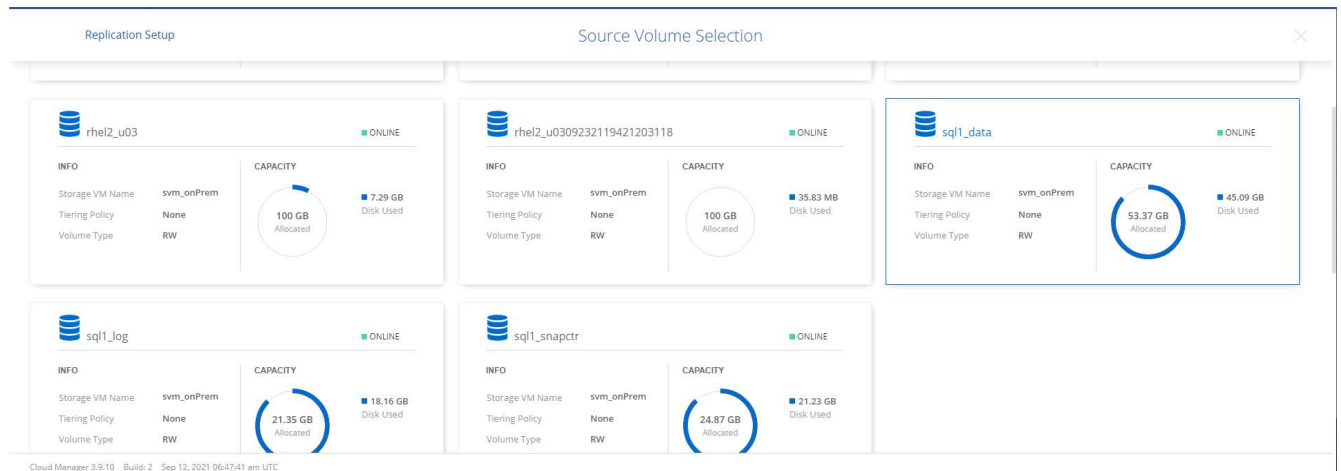 Replication Setup
Source Volume Selection
rhel2_u03
ONLINE
INFO
CAPACITY
Storage VM Name svm_onPrem
Tiering Policy None
Volume Type RW
100 GB
Allocated
7.29 GB
Disk Used
rhel2_u0309232119421203118
ONLINE
INFO
CAPACITY
Storage VM Name svm_onPrem
Tiering Policy None
Volume Type RW
100 GB
Allocated
35.83 MB
Disk Used
sql1_data
ONLINE
INFO
CAPACITY
Storage VM Name svm_onPrem
Tiering Policy None
Volume Type RW
53.37 GB
Allocated
45.09 GB
Disk Used
sql1_log
ONLINE
INFO
CAPACITY
Storage VM Name svm_onPrem
Tiering Policy None
Volume Type RW
21.35 GB
Allocated
18.16 GB
Disk Used
sql1_snapctr
ONLINE
INFO
CAPACITY
Storage VM Name svm_onPrem
Tiering Policy None
Volume Type RW
24.87 GB
Allocated
21.23 GB
Disk Used
Cloud Manager 3.9.10 Build: 2 Sep 12, 2021 06:47:41 am UTC